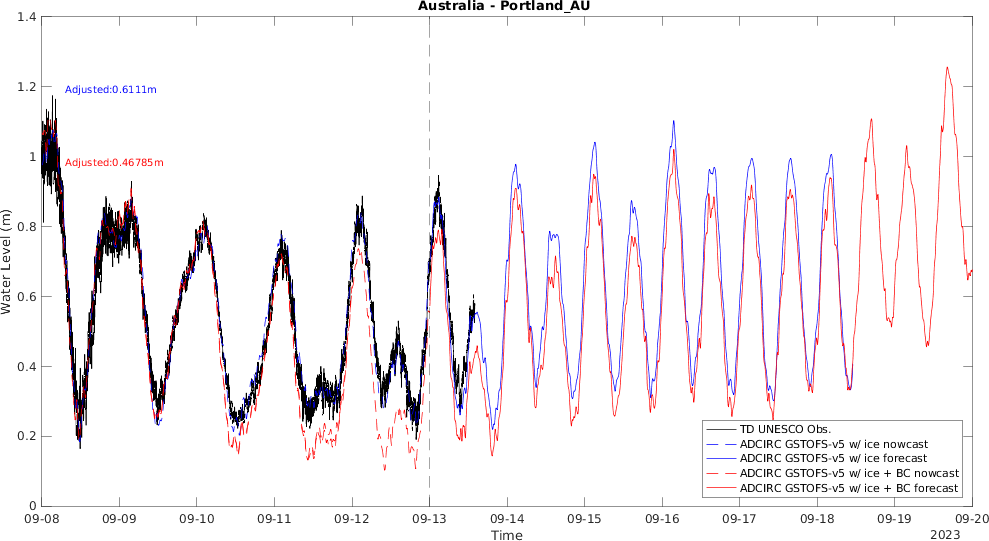 Australia - Portland_AU
1.4
1.2
1
0.8
0.6
0.4
0.2
0
Water Level (m)
Adjusted:0.6111m
Adjusted:0.46785m
TD UNESCO Obs.
ADCIRC GSTOFS-v5 w/ ice nowcast
ADCIRC GSTOFS-v5 w/ ice forecast
ADCIRC GSTOFS-v5 w/ ice + BC nowcast
ADCIRC GSTOFS-v5 w/ ice + BC forecast
09-08 09-09 09-10 09-11 09-12 09-13 09-14 09-15 09-16 09-17 09-18 09-19 09-20
Time
2023